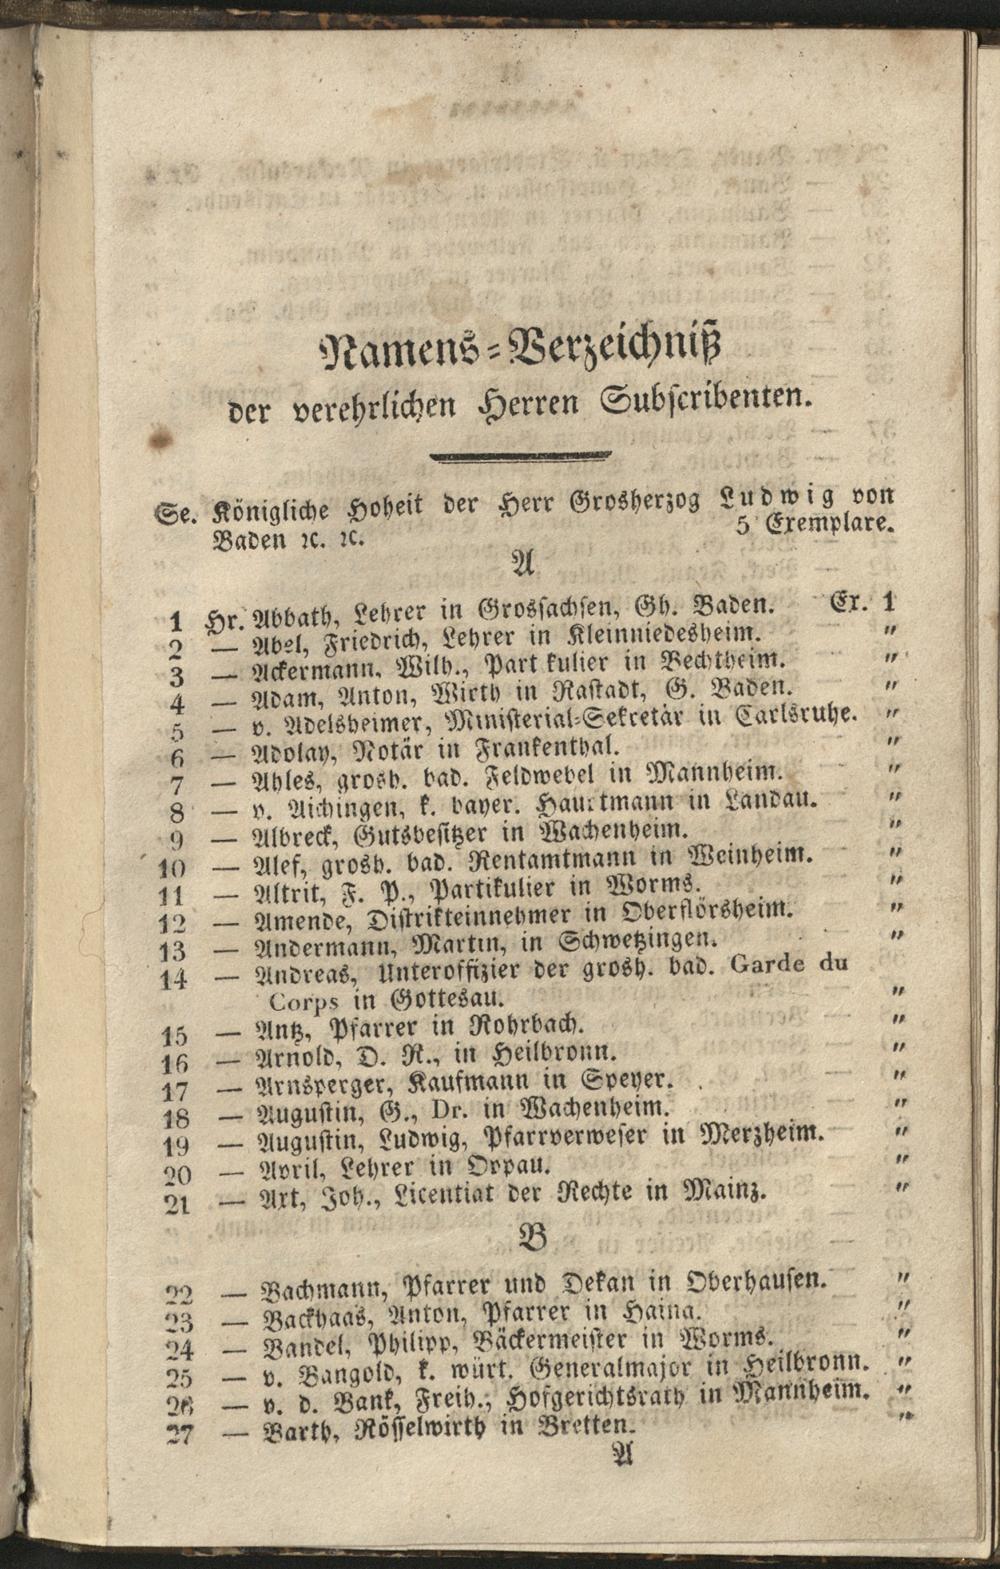 Namens-Verzeichniß
der verehrlichen Herren Subscribenten.
Se. Königliche Hoheit der Herr Grosherzog Ludwig von
Baden ꝛc. ꝛc. 5 Exemplare.
A
1 Hr. Abbath, Lehrer in Grossachsen, Gh. Baden. Ex. 1
2 — Abel, Friedrich, Lehrer in Kleinniedesheim. "
3 — Ackermann, Wilh., Part kulier in Bechtheim. "
4 — Adam, Anton, Wirth in Rastadt, G. Baden. "
5 — v. Adelsheimer, Ministerial-Sekretär in Carlsruhe. "
6 — Adolay, Notär in Frankenthal. "
7 — Ahles, grosh. bad. Feldwebel in Mannheim. "
8 — v. Aichingen, k. bayer. Hauptmann in Landau. "
9 — Albreck, Gutsbesitzer in Wachenheim. "
10 — Alef, grosh. bad. Rentamtmann in Weinheim. "
11 — Altrit, F. P., Partikulier in Worms. "
12 — Amende, Distrikteinnehmer in Oberflörsheim. "
13 — Andermann, Martin, in Schwetzingen. "
14 — Andreas, Unteroffizier der grosh. bad. Garde du
Corps in Gottesau. "
15 — Antz, Pfarrer in Rohrbach. "
16 — Arnold, D. R., in Heilbronn. "
17 — Arnsperger, Kaufmann in Speyer. "
18 — Augustin, G., Dr. in Wachenheim. "
19 — Augustin, Ludwig, Pfarrverweser in Merzheim. "
20 — Avril, Lehrer in Oppau. "
21 — Axt, Joh., Licentiat der Rechte in Mainz. "
B
22 — Bachmann, Pfarrer und Dekan in Oberhausen. "
23 — Backhaas, Anton, Pfarrer in Haina. "
24 — Bandel, Philipp, Bäckermeister in Worms. "
25 — v. Bangold, k. würt. Generalmajor in Heilbronn. "
26 — v. d. Bank, Freih., Hofgerichtsrath in Mannheim. "
27 — Barth, Rösselwirth in Bretten. "
A